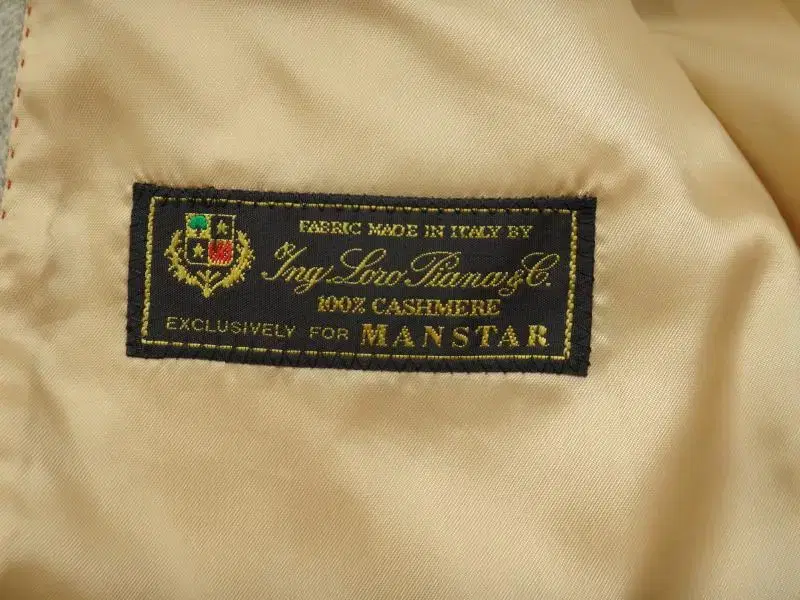 FABRIC MADE IN ITALY BY
Ing. Loro Piana & C.
100% CASHMERE
EXCLUSIVELY FOR MANSTAR